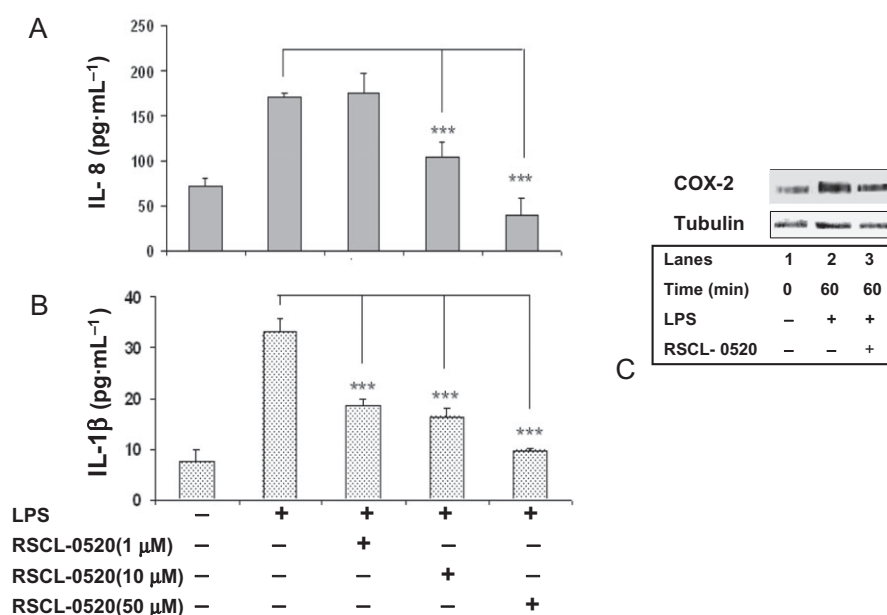 A
IL- 8 (pg·mL⁻¹)
250
200
150
100
50
0
***
***
B
IL-1β (pg·mL⁻¹)
40
30
20
10
0
***
***
***
LPS – + + + +
RSCL-0520(1 µM) – – + – –
RSCL-0520(10 µM) – – – + –
RSCL-0520(50 µM) – – – – +
COX-2
Tubulin
Lanes 1 2 3
Time (min) 0 60 60
LPS – + +
RSCL- 0520 – – +
C